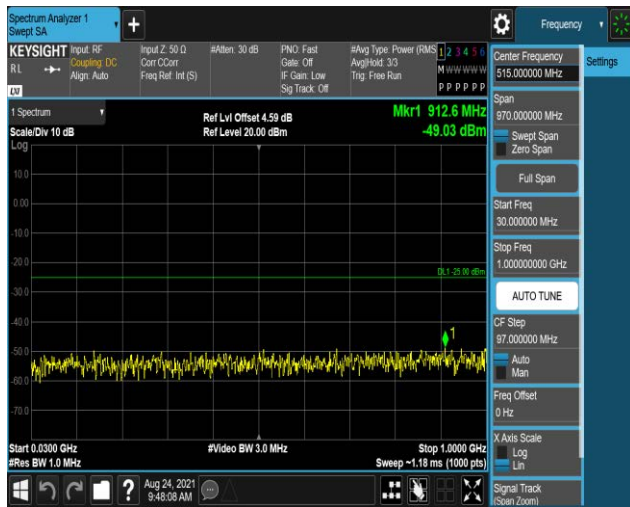 Spectrum Analyzer 1
Swept SA
+
Frequency
KEYSIGHT
RL
LXI
Input: RF
Coupling: DC
Align: Auto
Input Z: 50 Ω
Corr CCorr
Freq Ref: Int (S)
#Atten: 30 dB
PNO: Fast
Gate: Off
IF Gain: Low
Sig Track: Off
#Avg Type: Power (RMS
Avg|Hold: 3/3
Trig: Free Run
1 2 3 4 5 6
M W W W W W
P P P P P P
Center Frequency
515.000000 MHz
Settings
Span
970.000000 MHz
Swept Span
Zero Span
Full Span
Start Freq
30.000000 MHz
Stop Freq
1.000000000 GHz
AUTO TUNE
CF Step
97.000000 MHz
Auto
Man
Freq Offset
0 Hz
X Axis Scale
Log
Lin
Signal Track
(Span Zoom)
1 Spectrum
Scale/Div 10 dB
Ref Lvl Offset 4.59 dB
Ref Level 20.00 dBm
Mkr1 912.6 MHz
-49.03 dBm
Log
10.0
0.00
-10.0
-20.0
DL1 -25.00 dBm
-30.0
-40.0
1
-50.0
-60.0
-70.0
Start 0.0300 GHz
#Video BW 3.0 MHz
Stop 1.0000 GHz
#Res BW 1.0 MHz
Sweep ~1.18 ms (1000 pts)
?
Aug 24, 2021
9:48:08 AM